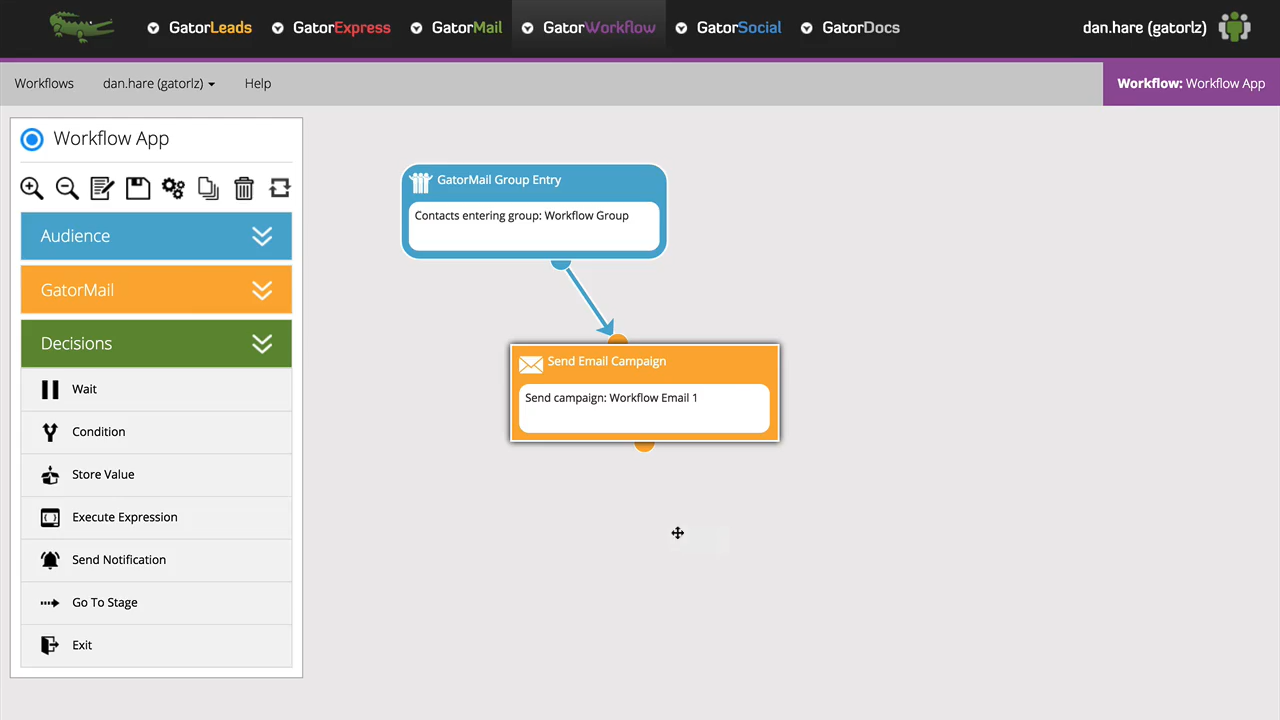 GatorLeads GatorExpress GatorMail GatorWorkflow GatorSocial GatorDocs dan.hare (gatorlz)
Workflows dan.hare (gatorlz) Help Workflow: Workflow App
Workflow App
Audience
GatorMail
Decisions
Wait
Condition
Store Value
Execute Expression
Send Notification
Go To Stage
Exit
GatorMail Group Entry
Contacts entering group: Workflow Group
Send Email Campaign
Send campaign: Workflow Email 1